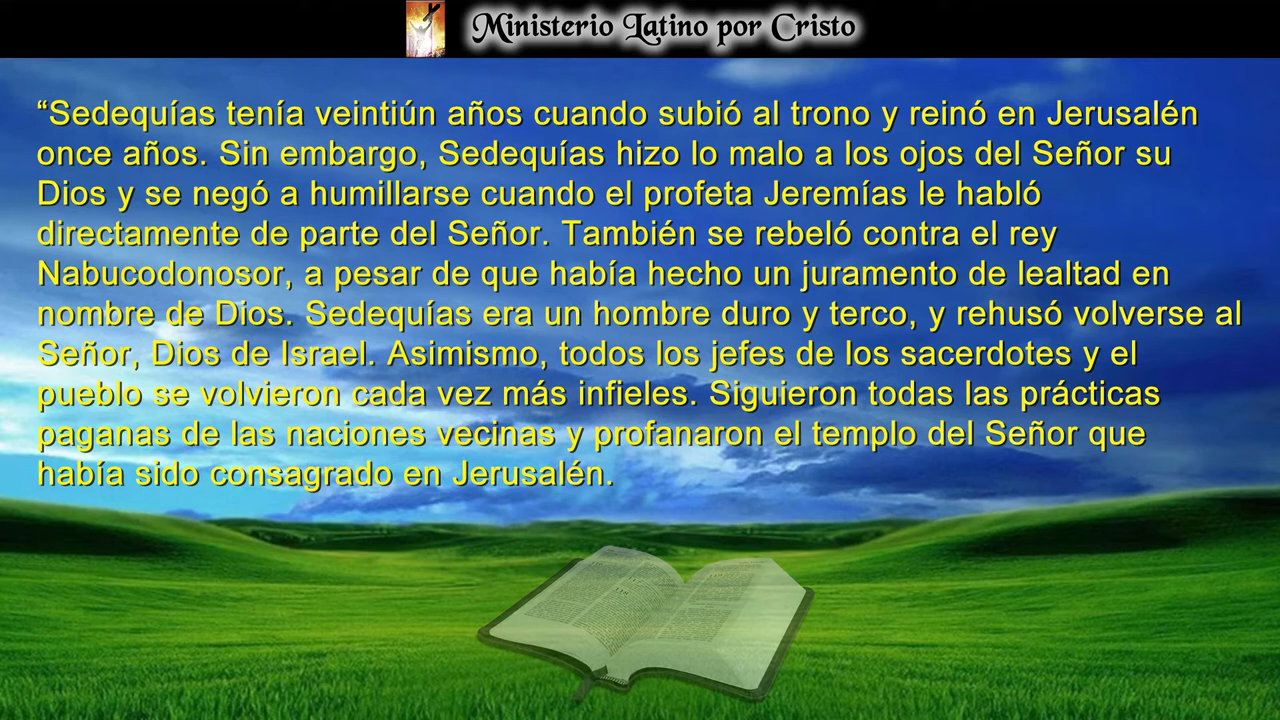 Ministerio Latino por Cristo
“Sedequías tenía veintiún años cuando subió al trono y reinó en Jerusalén
once años. Sin embargo, Sedequías hizo lo malo a los ojos del Señor su
Dios y se negó a humillarse cuando el profeta Jeremías le habló
directamente de parte del Señor. También se rebeló contra el rey
Nabucodonosor, a pesar de que había hecho un juramento de lealtad en
nombre de Dios. Sedequías era un hombre duro y terco, y rehusó volverse al
Señor, Dios de Israel. Asimismo, todos los jefes de los sacerdotes y el
pueblo se volvieron cada vez más infieles. Siguieron todas las prácticas
paganas de las naciones vecinas y profanaron el templo del Señor que
había sido consagrado en Jerusalén.